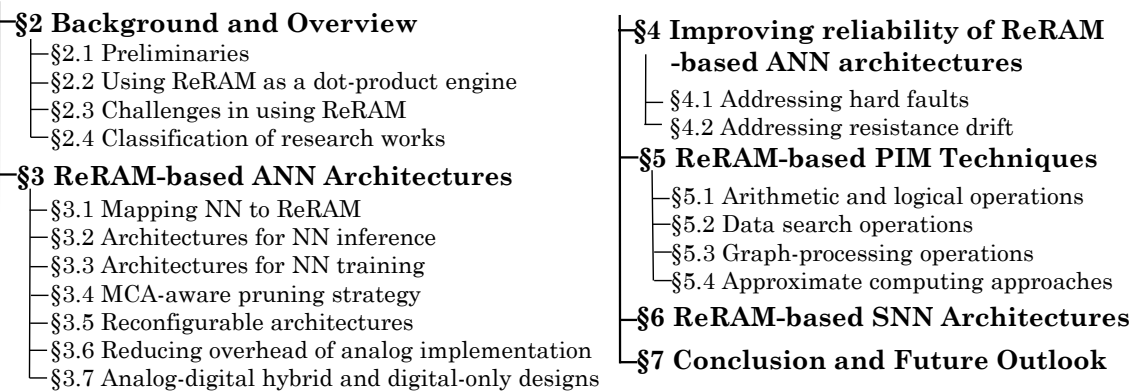 §2 Background and Overview
§2.1 Preliminaries
§2.2 Using ReRAM as a dot-product engine
§2.3 Challenges in using ReRAM
§2.4 Classification of research works
§3 ReRAM-based ANN Architectures
§3.1 Mapping NN to ReRAM
§3.2 Architectures for NN inference
§3.3 Architectures for NN training
§3.4 MCA-aware pruning strategy
§3.5 Reconfigurable architectures
§3.6 Reducing overhead of analog implementation
§3.7 Analog-digital hybrid and digital-only designs
§4 Improving reliability of ReRAM
-based ANN architectures
§4.1 Addressing hard faults
§4.2 Addressing resistance drift
§5 ReRAM-based PIM Techniques
§5.1 Arithmetic and logical operations
§5.2 Data search operations
§5.3 Graph-processing operations
§5.4 Approximate computing approaches
§6 ReRAM-based SNN Architectures
§7 Conclusion and Future Outlook